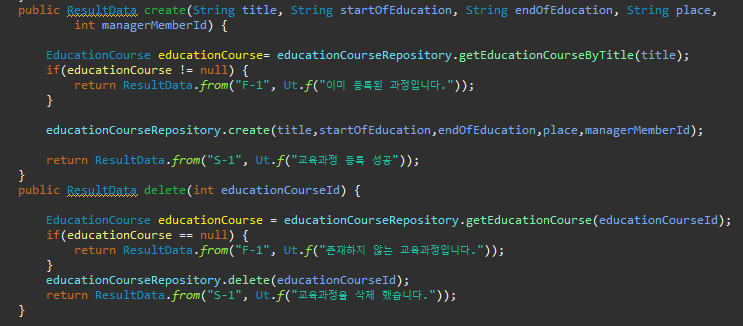 public ResultData create(String title, String startOfEducation, String endOfEducation, String place,
int managerMemberId) {
EducationCourse educationCourse= educationCourseRepository.getEducationCourseByTitle(title);
if(educationCourse != null) {
return ResultData.from("F-1", Ut.f("이미 등록된 과정입니다."));
}
educationCourseRepository.create(title,startOfEducation,endOfEducation,place,managerMemberId);
return ResultData.from("S-1", Ut.f("교육과정 등록 성공"));
}
public ResultData delete(int educationCourseId) {
EducationCourse educationCourse = educationCourseRepository.getEducationCourse(educationCourseId);
if(educationCourse == null) {
return ResultData.from("F-1", Ut.f("존재하지 않는 교육과정입니다."));
}
educationCourseRepository.delete(educationCourseId);
return ResultData.from("S-1", Ut.f("교육과정을 삭제 했습니다."));
}